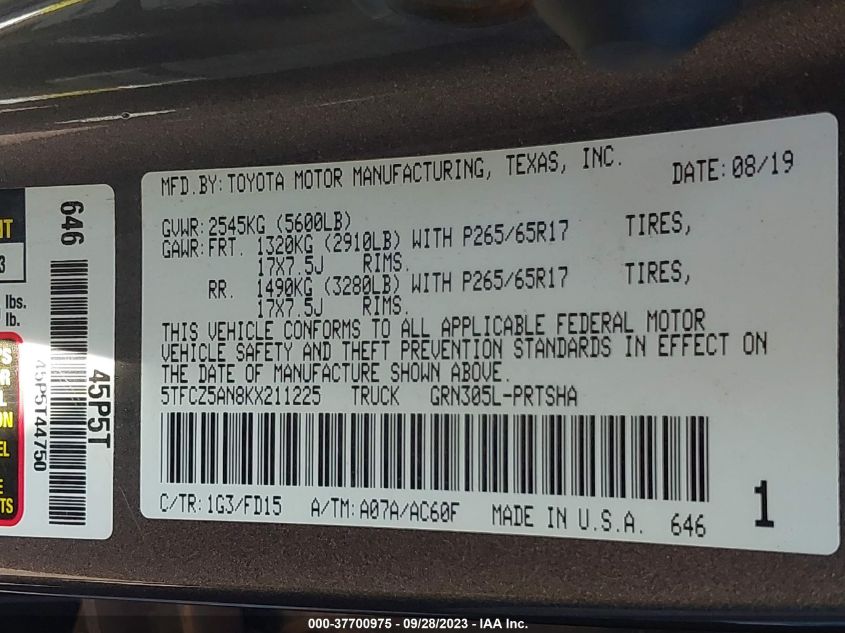 MFD.BY:TOYOTA MOTOR MANUFACTURING, TEXAS, INC. DATE:08/19
GVWR:2545KG (5600LB)
GAWR:FRT. 1320KG (2910LB) WITH P265/65R17 TIRES,
17X7.5J RIMS.
RR. 1490KG (3280LB) WITH P265/65R17 TIRES,
17X7.5J RIMS.
THIS VEHICLE CONFORMS TO ALL APPLICABLE FEDERAL MOTOR
VEHICLE SAFETY AND THEFT PREVENTION STANDARDS IN EFFECT ON
THE DATE OF MANUFACTURE SHOWN ABOVE.
5TFCZ5AN8KX211225 TRUCK GRN305L-PRTSHA
C/TR:1G3/FD15 A/TM:A07A/AC60F MADE IN U.S.A. 646
1
646
45P5T44750
45P5T
lbs.
lb.
000-37700975 - 09/28/2023 - IAA Inc.